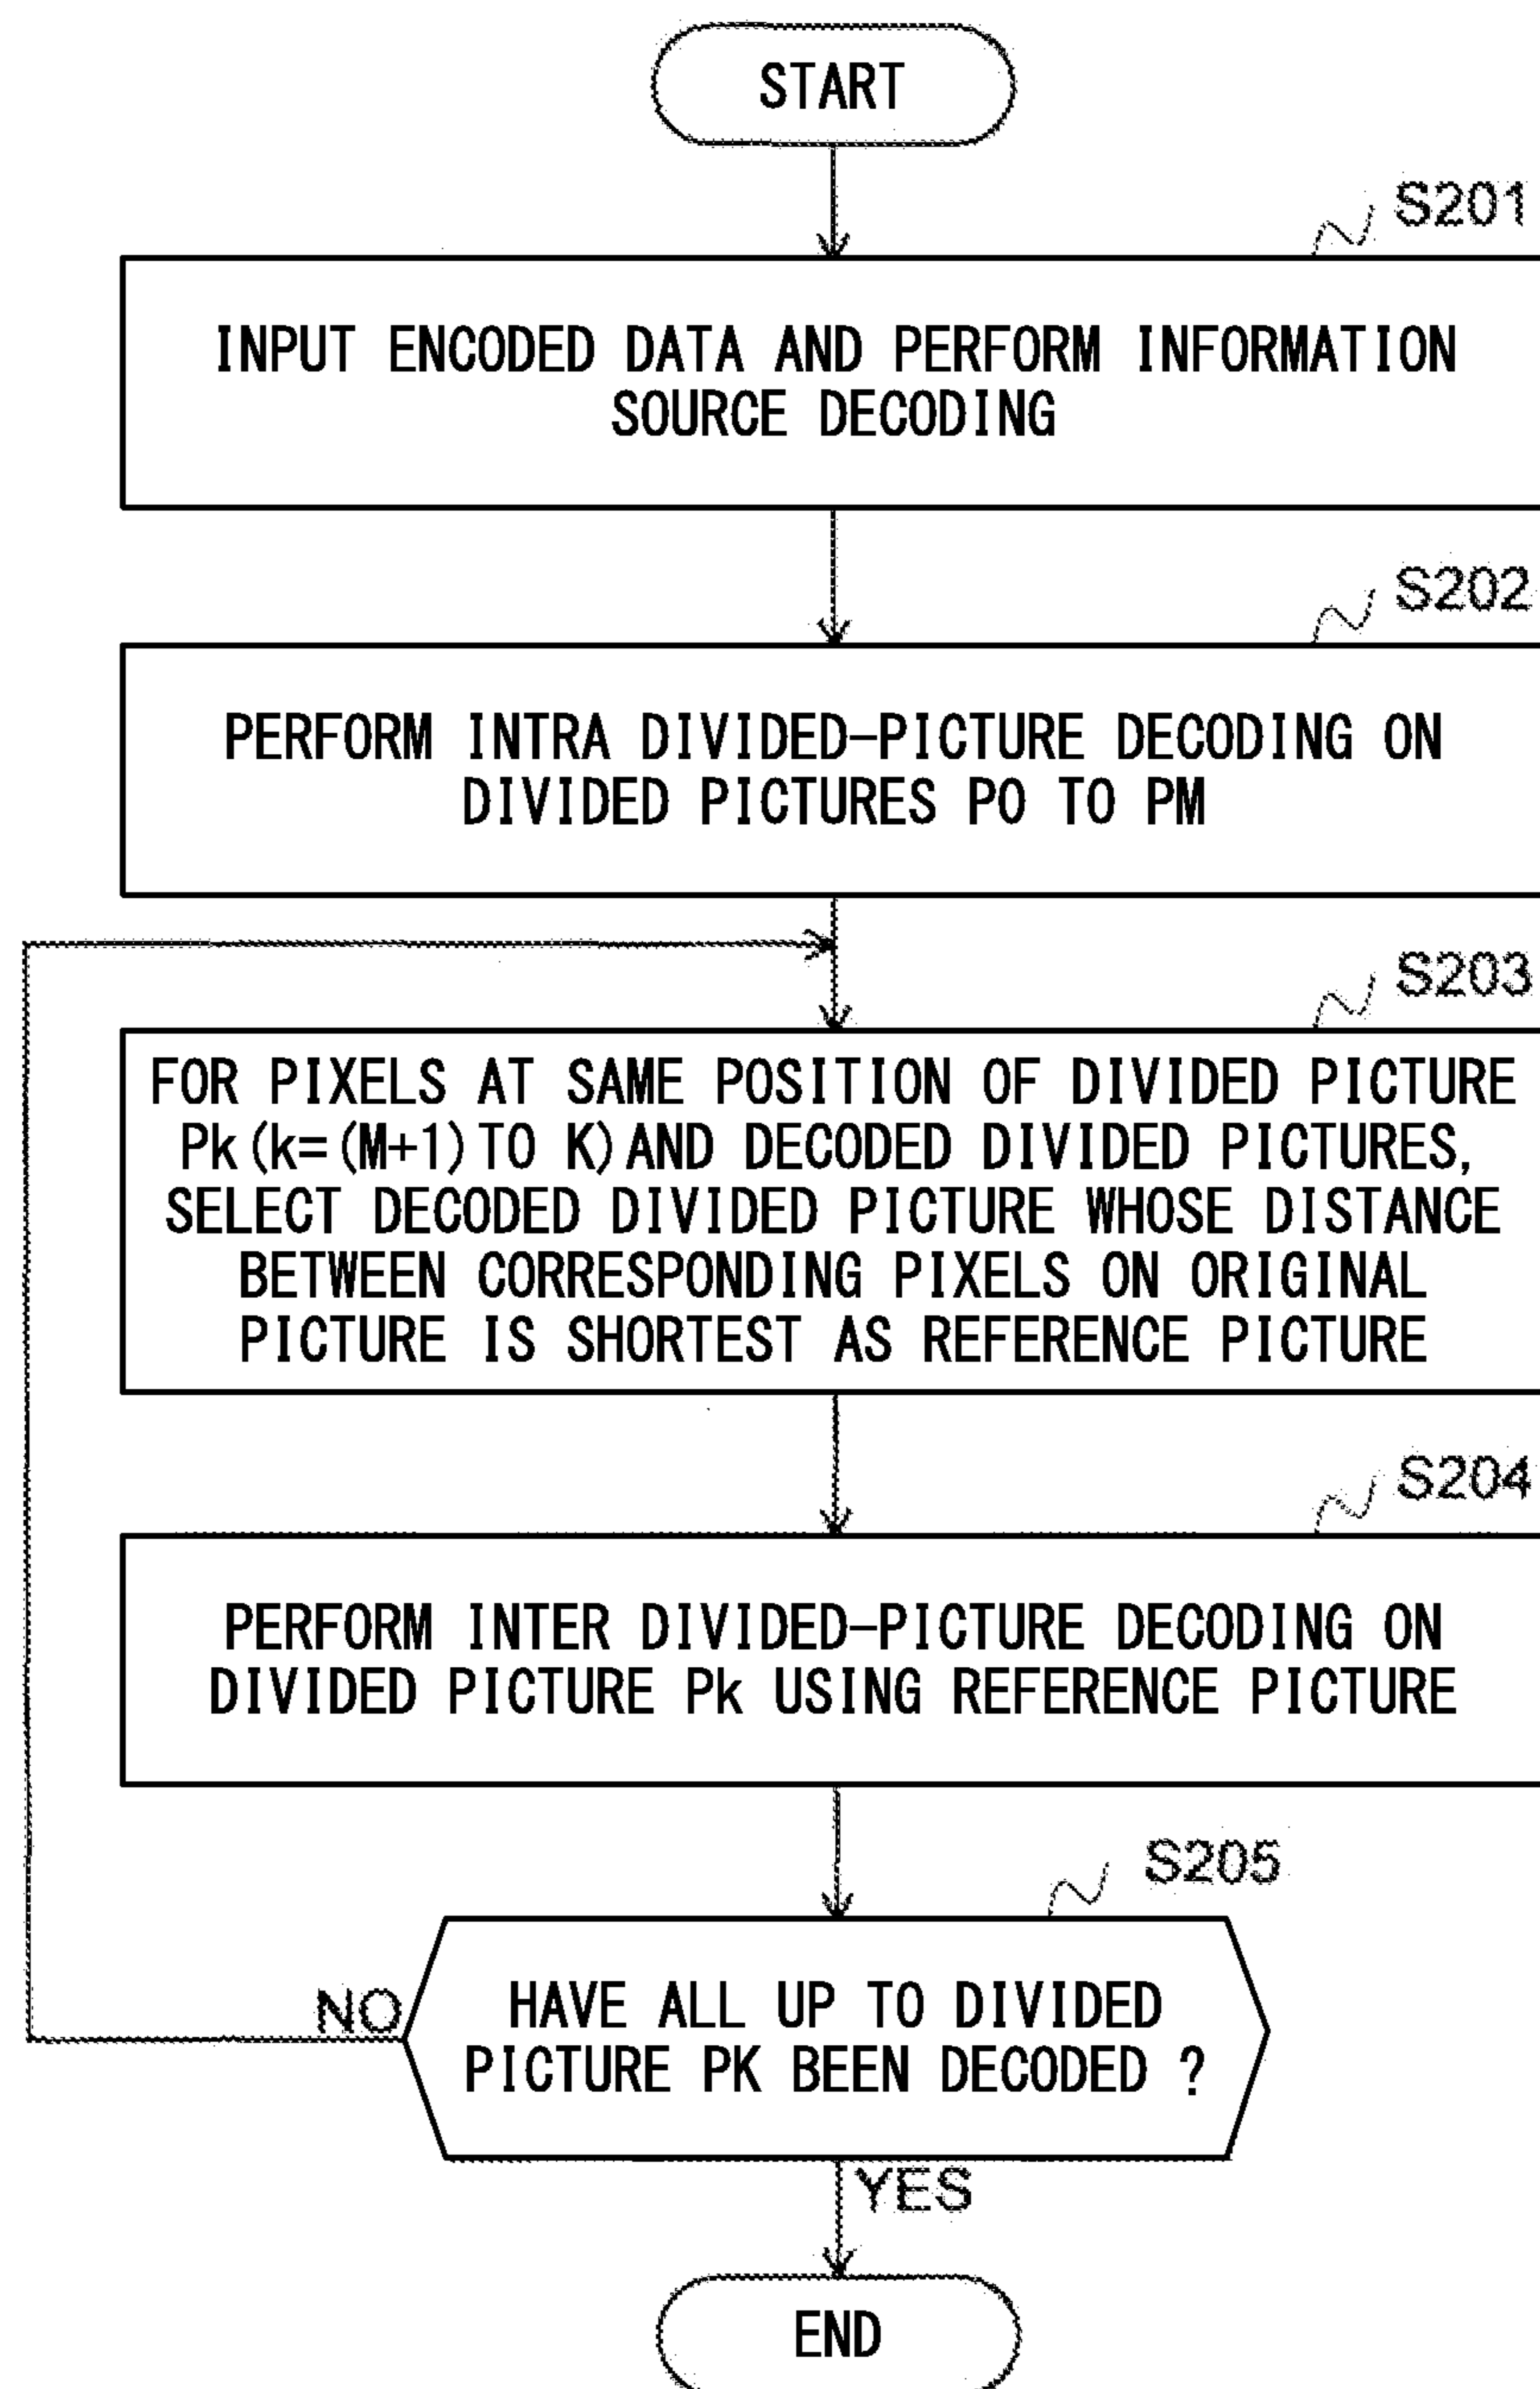 START
S201
INPUT ENCODED DATA AND PERFORM INFORMATION
SOURCE DECODING
S202
PERFORM INTRA DIVIDED-PICTURE DECODING ON
DIVIDED PICTURES P0 TO PM
S203
FOR PIXELS AT SAME POSITION OF DIVIDED PICTURE
Pk(k=(M+1)TO K)AND DECODED DIVIDED PICTURES,
SELECT DECODED DIVIDED PICTURE WHOSE DISTANCE
BETWEEN CORRESPONDING PIXELS ON ORIGINAL
PICTURE IS SHORTEST AS REFERENCE PICTURE
S204
PERFORM INTER DIVIDED-PICTURE DECODING ON
DIVIDED PICTURE Pk USING REFERENCE PICTURE
S205
HAVE ALL UP TO DIVIDED
PICTURE PK BEEN DECODED ?
NO
YES
END